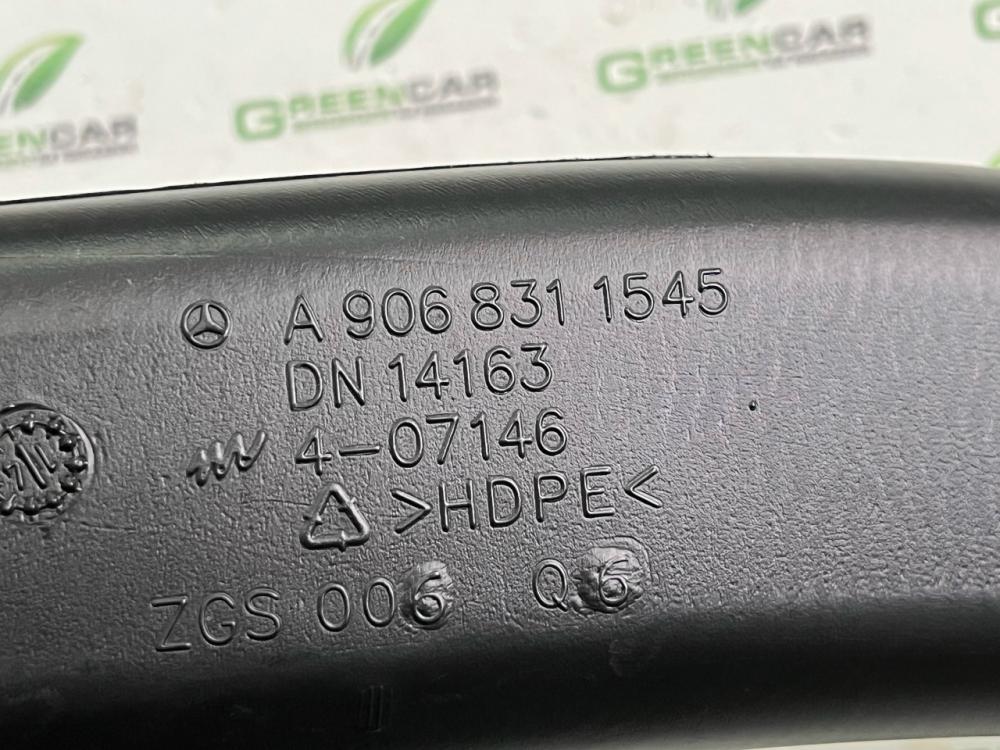 GREENCAR
GREENCAR
GREENCAR
A 906 831 1545
DN 14163
4-07146
>HDPE<
ZGS 006 Q6